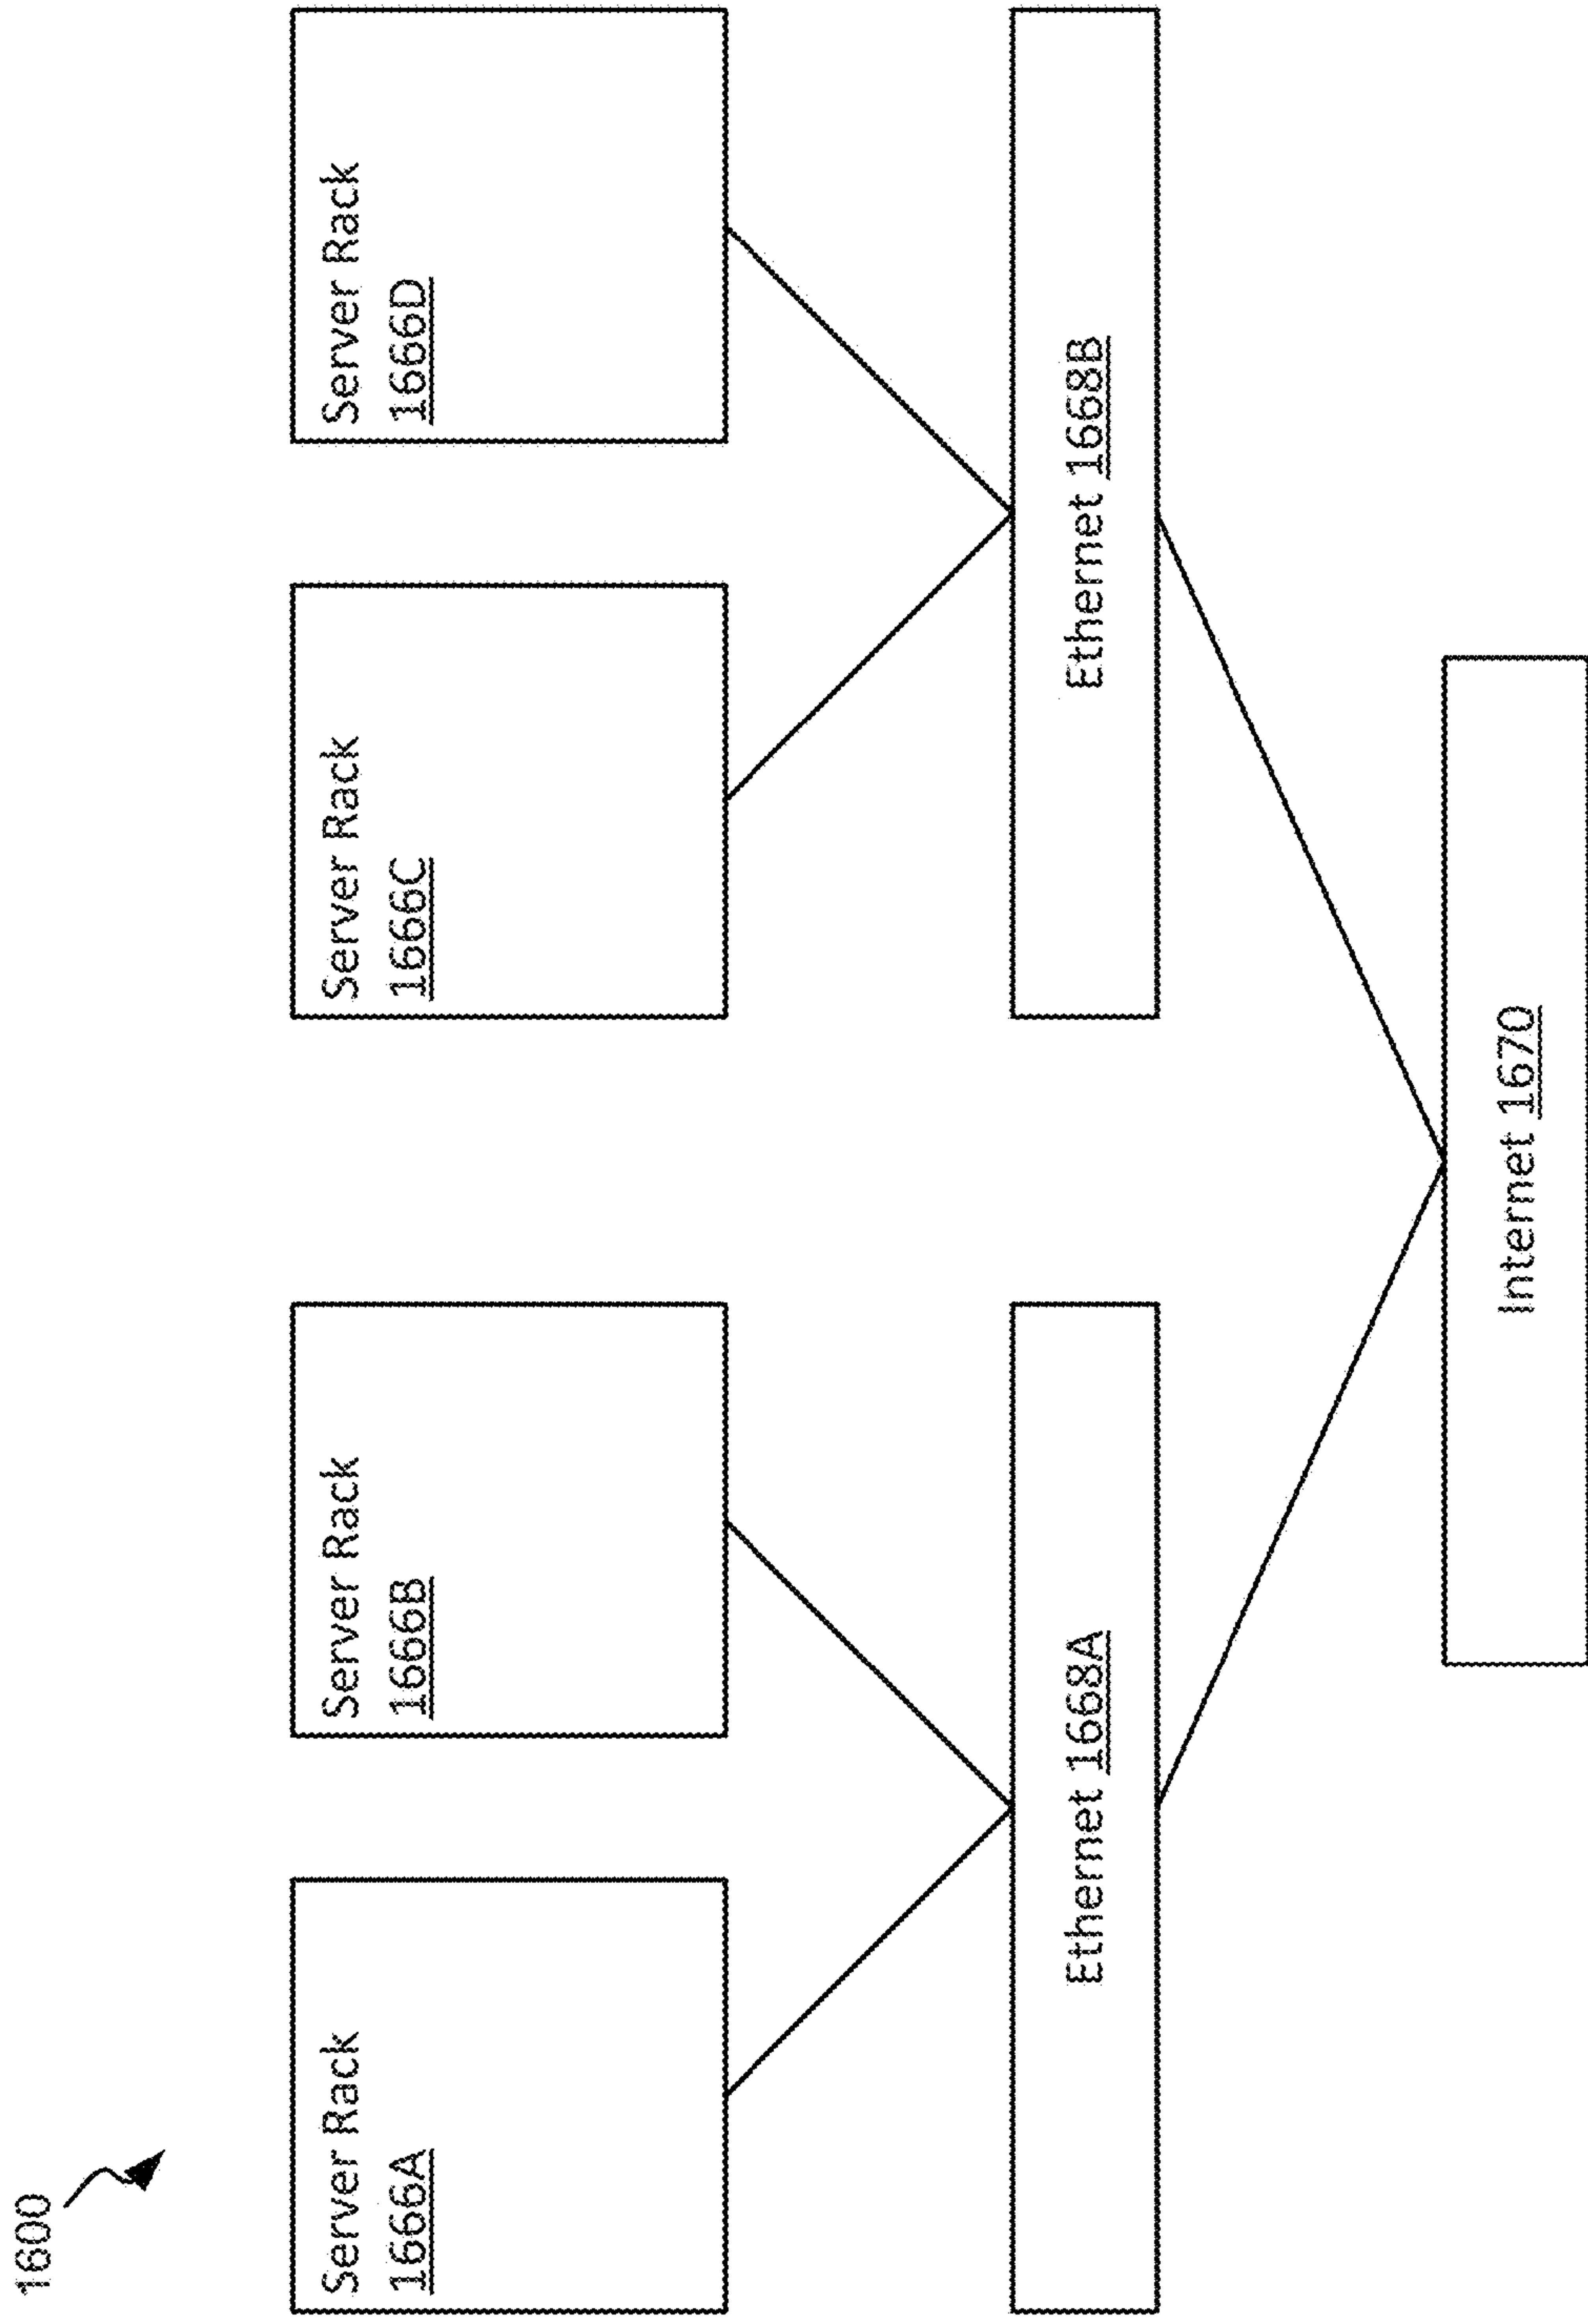 1600
Server Rack
1666A
Server Rack
1666B
Server Rack
1666C
Server Rack
1666D
Ethernet 1668A
Ethernet 1668B
Internet 1670